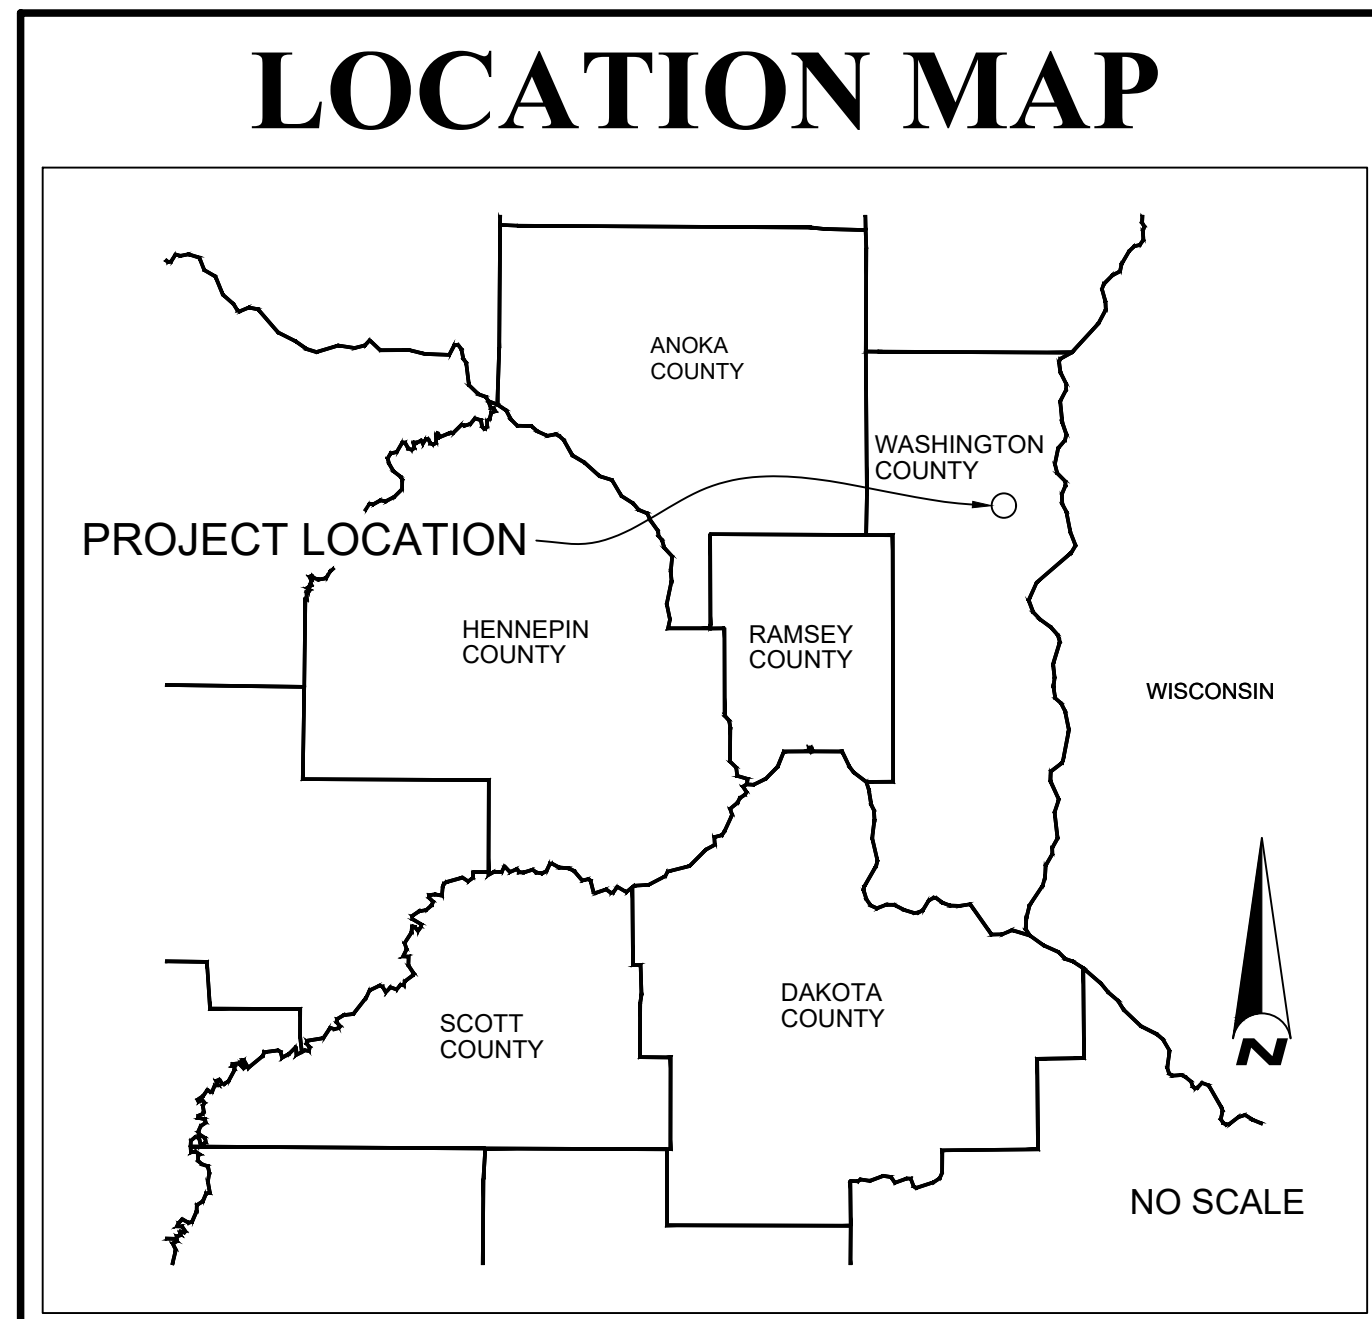 LOCATION MAP
ANOKA
COUNTY
WASHINGTON
COUNTY
PROJECT LOCATION
HENNEPIN
COUNTY
RAMSEY
COUNTY
WISCONSIN
DAKOTA
COUNTY
SCOTT
COUNTY
N
NO SCALE